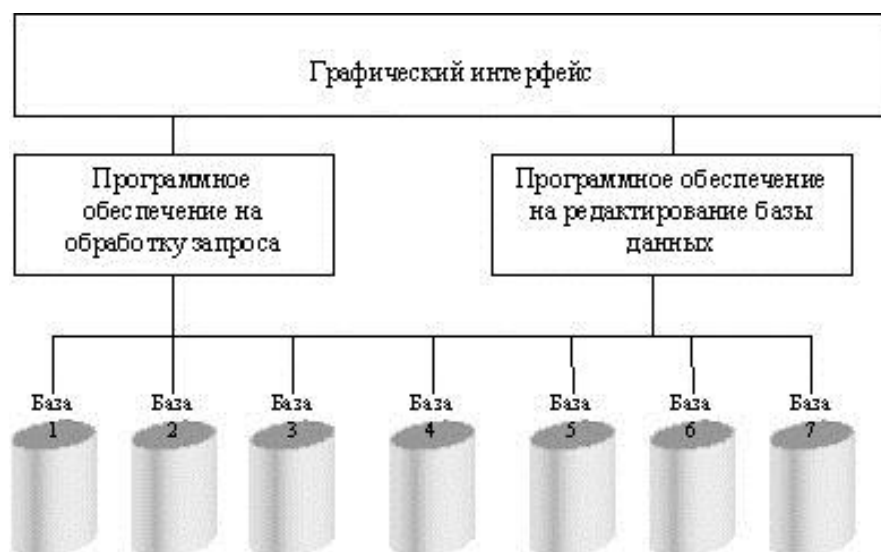 Графический интерфейс
Программное
обеспечение на
обработку запроса
Программное обеспечение
на редактирование базы
данных
База База База База База База База
1 2 3 4 5 6 7